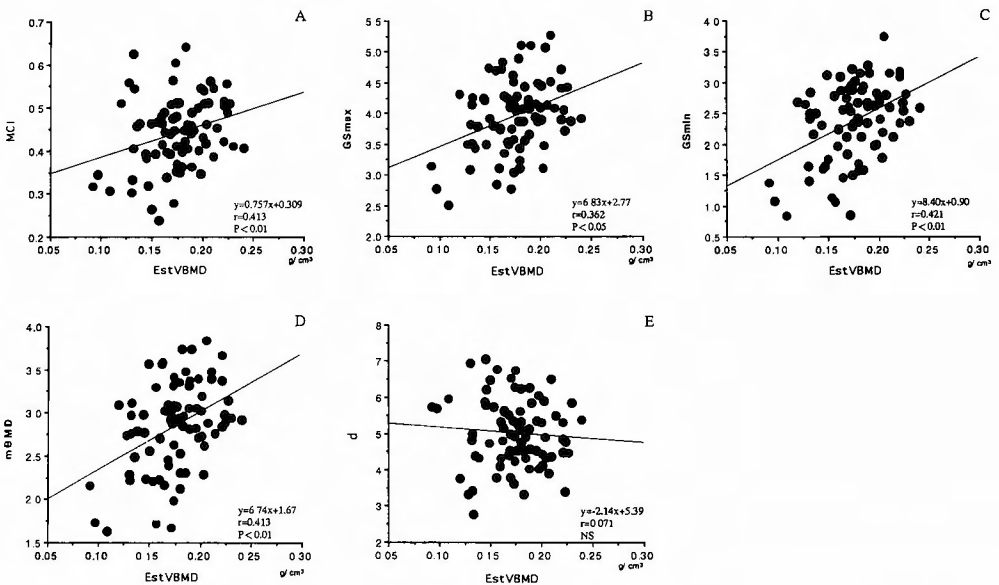 A
0.7
0.6
0.5
0.4
0.3
0.2
MCI
0.05 0.10 0.15 0.20 0.25 0.30
EstVBMD
g/cm³
y=0.757x+0.309
r=0.413
P<0.01
B
5 5
5.0
4.5
4.0
3.5
3.0
2.5
2.0
GSmax
0.05 0.10 0.15 0.20 0.25 0.30
EstVBMD
g/cm³
y=6 83x+2.77
r=0.362
P<0.05
C
4 0
3 5
3.0
2.5
2.0
1.5
1.0
0.5
GSmin
0.05 0.10 0.15 0.20 0.25 0.30
EstVBMD
g/cm³
y=8.40x+0.90
r=0.421
P<0.01
D
4.0
3.5
3.0
2.5
2 0
1.5
mBMD
0.05 0.10 0.15 0.20 0.25 0.30
EstVBMD
g/cm³
y=6 74x+1.67
r=0.413
P<0.01
E
8
7
6
5
4
3
2
d
0 05 0.10 0.15 0.20 0.25 0.30
EstVBMD
g/cm³
y=-2.14x+5.39
r=0 071
NS